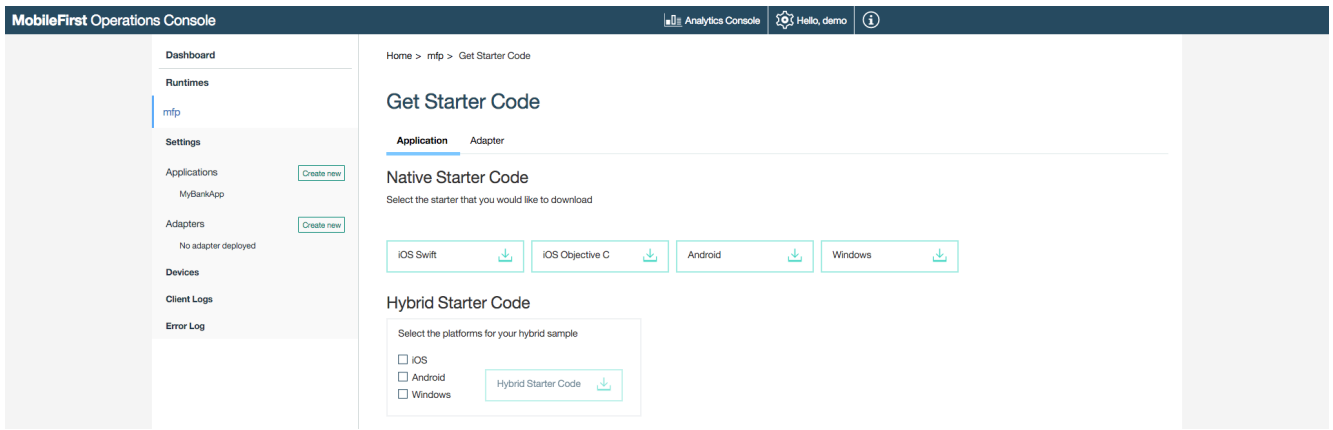 MobileFirst Operations Console
Analytics Console
Hello, demo
Dashboard
Runtimes
mfp
Settings
Applications
Create new
MyBankApp
Adapters
Create new
No adapter deployed
Devices
Client Logs
Error Log
Home > mfp > Get Starter Code
Get Starter Code
Application Adapter
Native Starter Code
Select the starter that you would like to download
iOS Swift iOS Objective C Android Windows
Hybrid Starter Code
Select the platforms for your hybrid sample
iOS
Android
Windows
Hybrid Starter Code